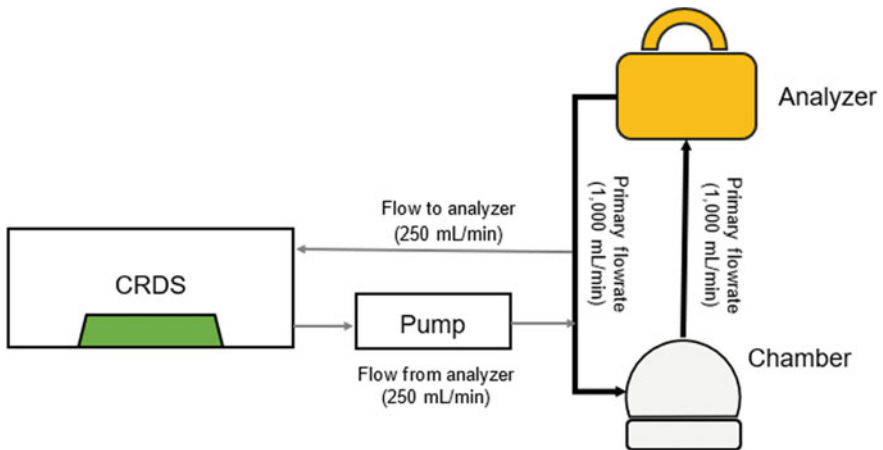 Analyzer
Primary flowrate
(1,000 mL/min)
Primary flowrate
(1,000 mL/min)
Flow to analyzer
(250 mL/min)
CRDS
Pump
Flow from analyzer
(250 mL/min)
Chamber